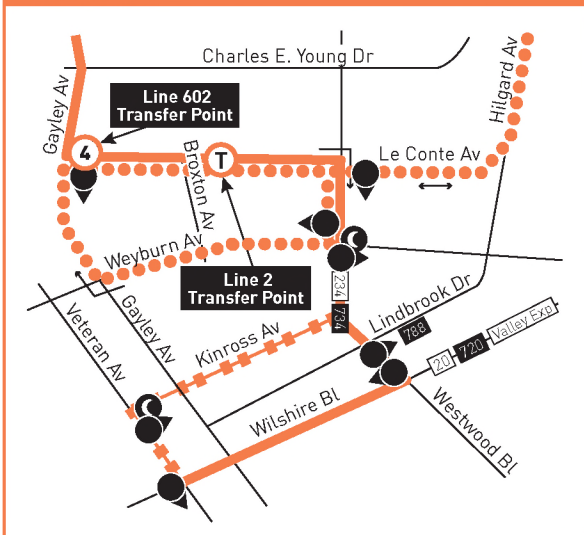 Charles E. Young Dr
Hilgard Av
Gayley Av
Line 602
Transfer Point
4
T
Broxton Av
Le Conte Av
Weyburn Av
Line 2
Transfer Point
234
734
Lindbrook Dr
788
Gayley Av
Veteran Av
Kinross Av
20
720
Valley Exp
Wilshire Bl
Westwood Bl